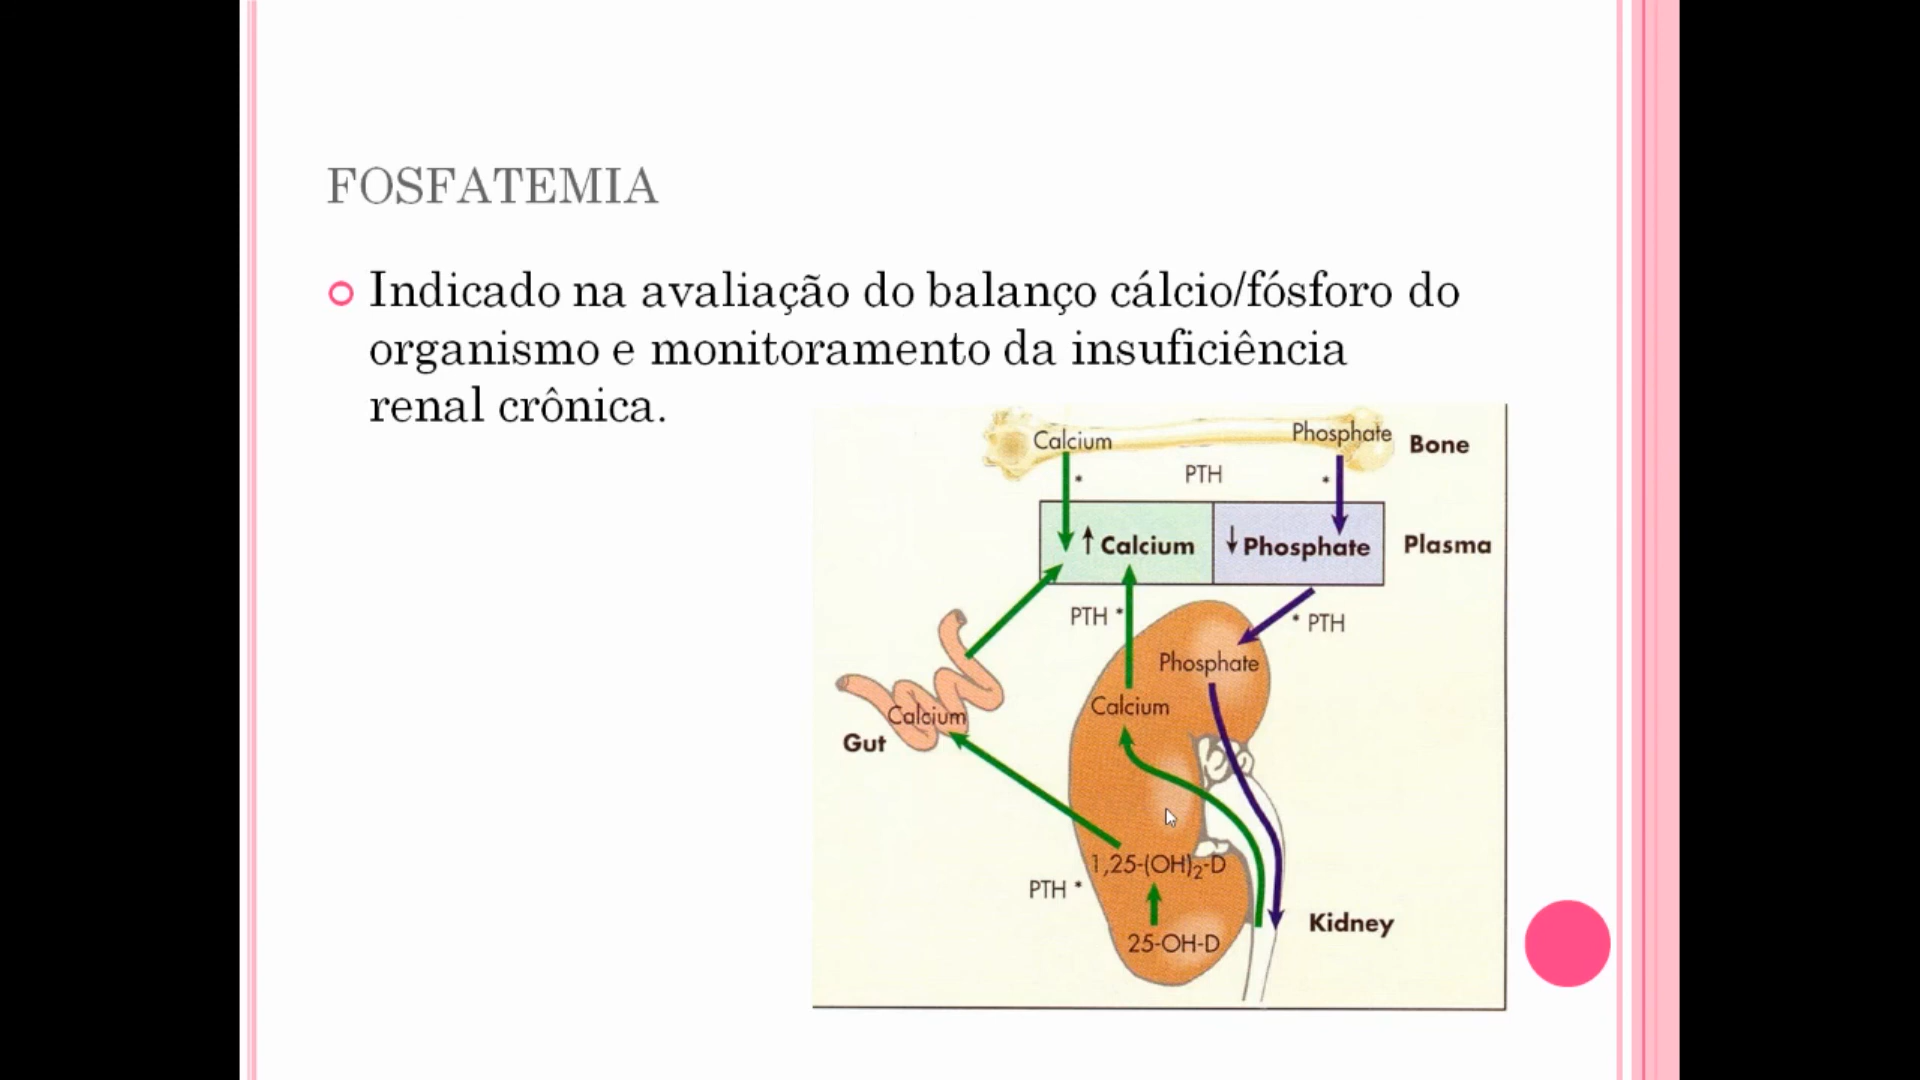 FOSFATEMIA
Indicado na avaliação do balanço cálcio/fósforo do
organismo e monitoramento da insuficiência
renal crônica.
Calcium
Phosphate
Bone
*
PTH
*
↑ Calcium
↓ Phosphate
Plasma
PTH *
* PTH
Phosphate
Calcium
Calcium
Gut
1,25-(OH)₂-D
PTH *
25-OH-D
Kidney